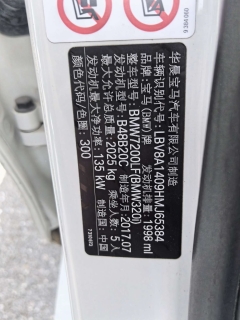 华晨宝马汽车有限公司制造
车辆识别代号：LBV8A1409HMJ65384
品牌：宝马（BMW）牌 发动机排量：1998 ml
整车型号：BMW7200LF(BMW320)
发动机型号：B48B20C 制造年月：2017.07
最大允许总质量：2025 kg 乘坐人数：5人
发动机最大净功率：135 kW 制造国：中国
颜色代码/色圈：300